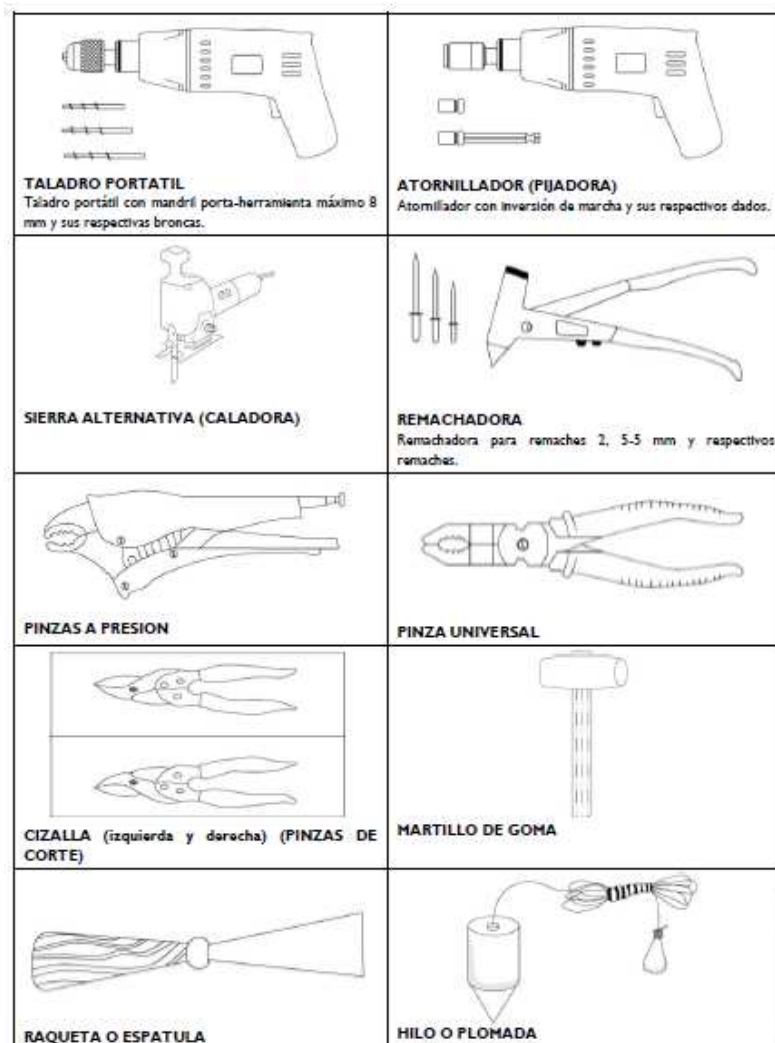 TALADRO PORTATIL
Taladro portátil con mandril porta-herramienta máximo 8
mm y sus respectivas broncas.
ATORNILLADOR (PIJADORA)
Atornillador con inversión de marcha y sus respectivos dados.
SIERRA ALTERNATIVA (CALADORA)
REMACHADORA
Remachadora para remaches 2, 5-5 mm y respectivos
remaches.
PINZAS A PRESION
PINZA UNIVERSAL
CIZALLA (izquierda y derecha) (PINZAS DE
CORTE)
MARTILLO DE GOMA
RAQUETA O ESPATULA
HILO O PLOMADA